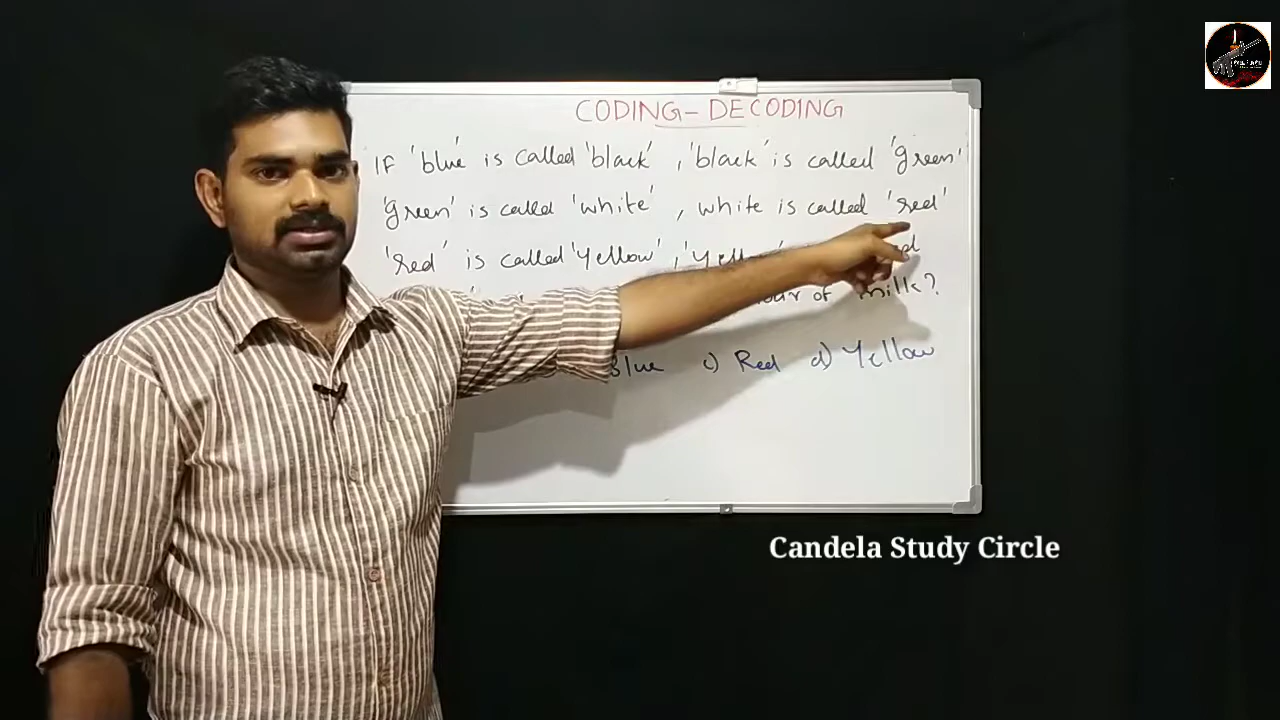 CODING - DECODING
IF 'blue' is called 'black' , 'black' is called 'green'
'green' is called 'white' , white is called 'red'
'red' is called 'Yellow' , 'Yellow'
of milk?
Blue c) Red d) Yellow
Candela Study Circle